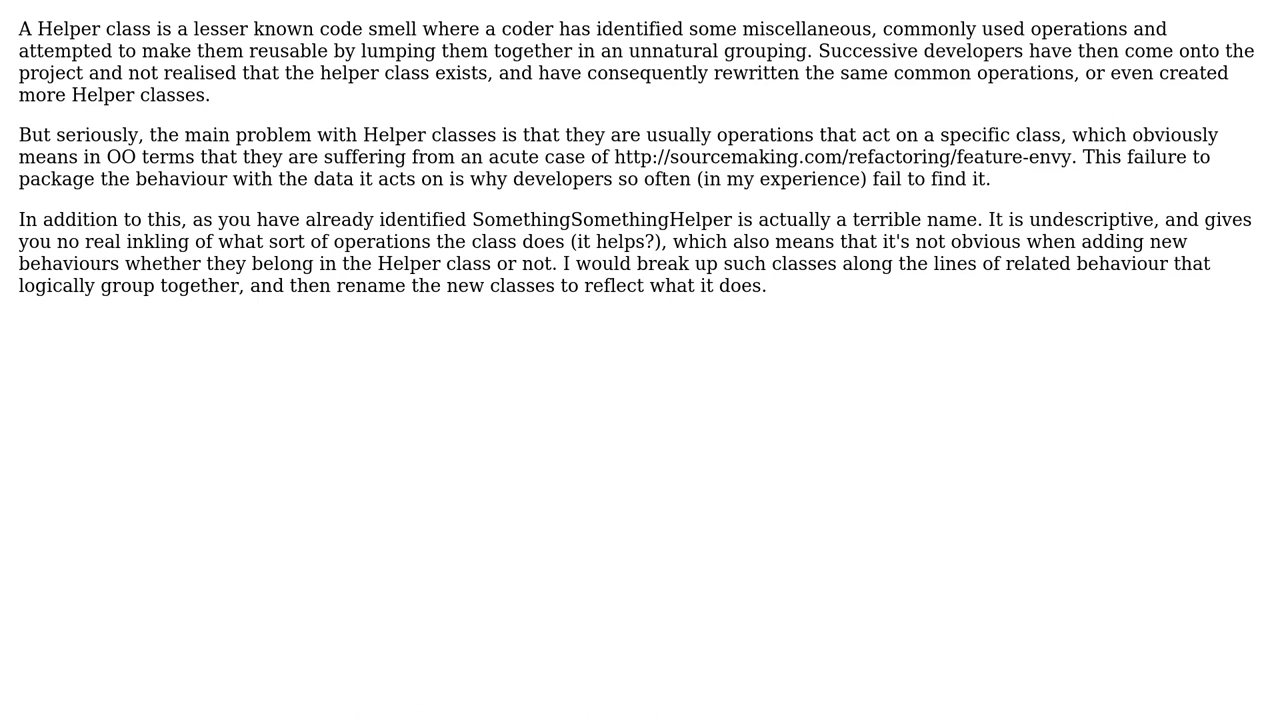 A Helper class is a lesser known code smell where a coder has identified some miscellaneous, commonly used operations and
attempted to make them reusable by lumping them together in an unnatural grouping. Successive developers have then come onto the
project and not realised that the helper class exists, and have consequently rewritten the same common operations, or even created
more Helper classes.
But seriously, the main problem with Helper classes is that they are usually operations that act on a specific class, which obviously
means in OO terms that they are suffering from an acute case of http://sourcemaking.com/refactoring/feature-envy. This failure to
package the behaviour with the data it acts on is why developers so often (in my experience) fail to find it.
In addition to this, as you have already identified SomethingSomethingHelper is actually a terrible name. It is undescriptive, and gives
you no real inkling of what sort of operations the class does (it helps?), which also means that it's not obvious when adding new
behaviours whether they belong in the Helper class or not. I would break up such classes along the lines of related behaviour that
logically group together, and then rename the new classes to reflect what it does.